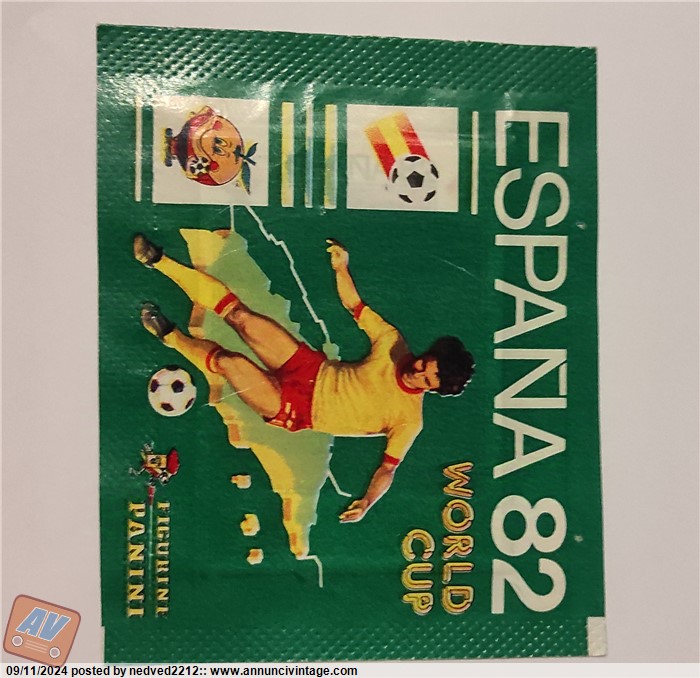 ESPAÑA 82
WORLD
CUP
FIGURINE
PANINI
AV
09/11/2024 posted by nedved2212:: www.annuncivintage.com